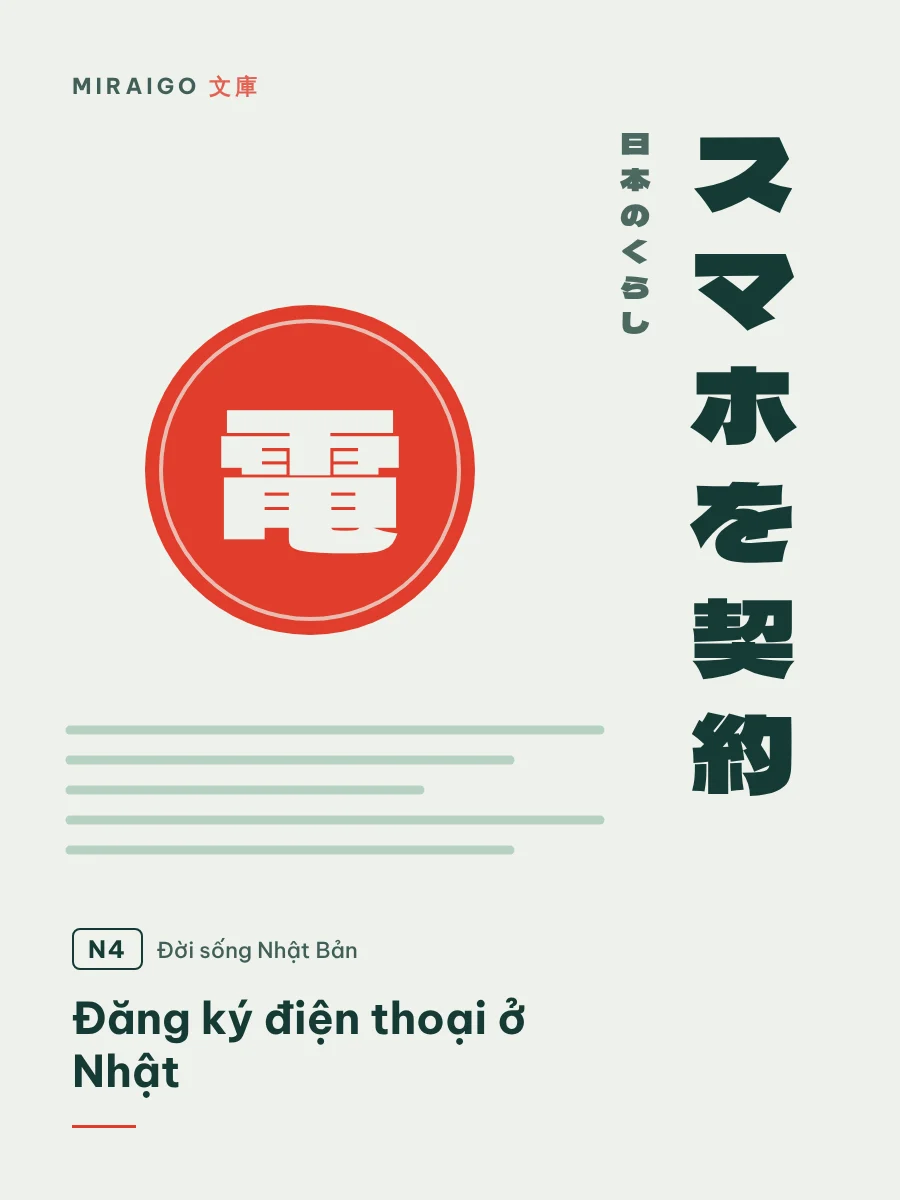 MIRAIGO 文庫
スマホを契約
日本のくらし
電
N4 Đời sống Nhật Bản
Đăng ký điện thoại ở
Nhật